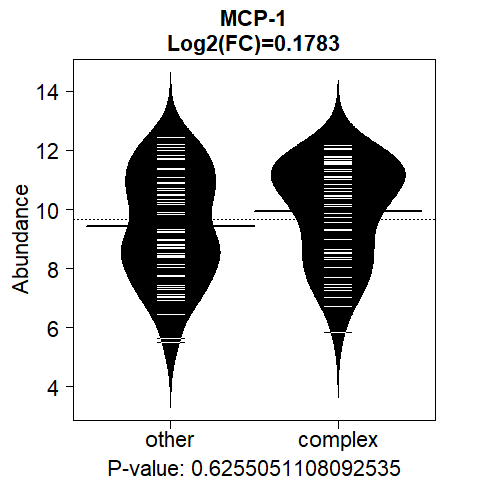 MCP-1
Log2(FC)=0.1783
Abundance
14
12
10
8
6
4
other complex
P-value: 0.6255051108092535